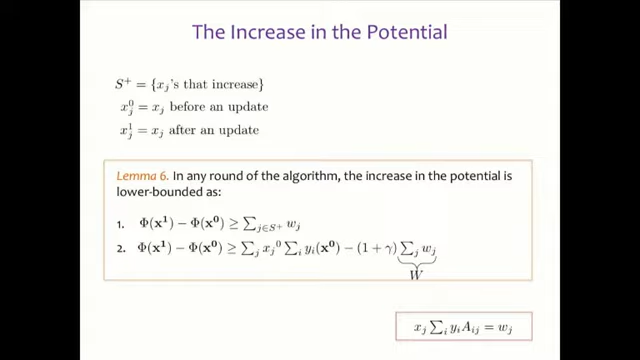 The Increase in the Potential
S⁺ = {xⱼ's that increase}
xⱼ⁰ = xⱼ before an update
xⱼ¹ = xⱼ after an update
Lemma 6. In any round of the algorithm, the increase in the potential is
lower-bounded as:
1. Φ(x¹) − Φ(x⁰) ≥ ∑_{j∈S⁺} wⱼ
2. Φ(x¹) − Φ(x⁰) ≥ ∑ⱼ xⱼ⁰ ∑ᵢ yᵢ(x⁰) − (1 + γ) ∑ⱼ wⱼ
W
xⱼ ∑ᵢ yᵢAᵢⱼ = wⱼ